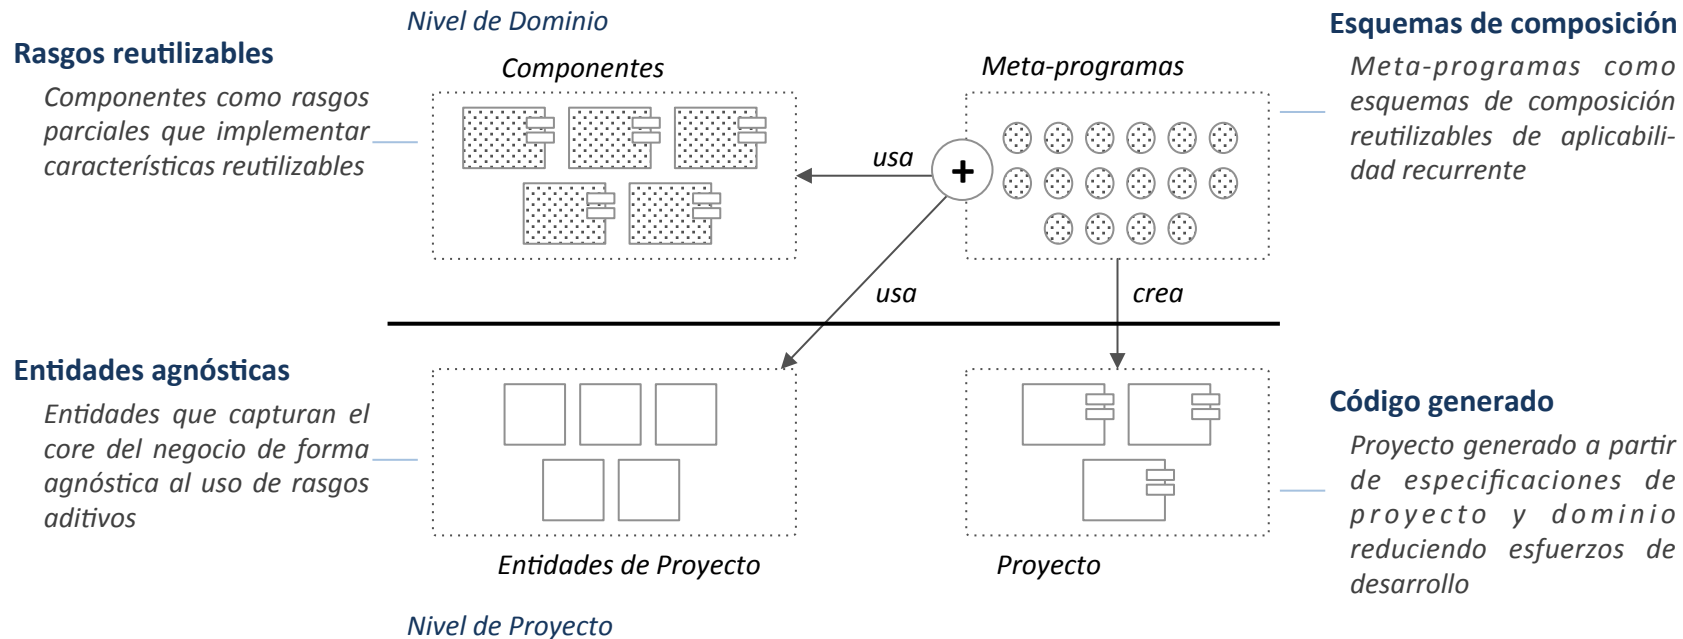 Nivel de Dominio
Rasgos reutilizables
Componentes como rasgos
parciales que implementar
características reutilizables
Componentes
Meta-programas
Esquemas de composición
Meta-programas como
esquemas de composición
reutilizables de aplicabili-
dad recurrente
usa
+
usa
crea
Entidades agnósticas
Entidades que capturan el
core del negocio de forma
agnóstica al uso de rasgos
aditivos
Código generado
Proyecto generado a partir
de especificaciones de
proyecto y dominio
reduciendo esfuerzos de
desarrollo
Entidades de Proyecto
Proyecto
Nivel de Proyecto